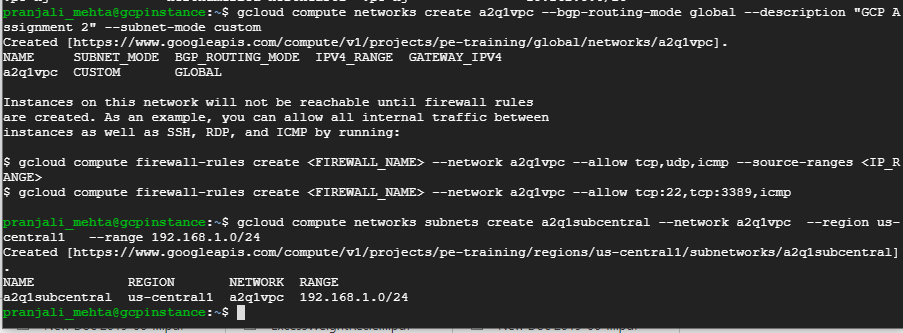 pranjali_mehta@gcpinstance:~$ gcloud compute networks create a2q1vpc --bgp-routing-mode global --description "GCP A
ssignment 2" --subnet-mode custom
Created [https://www.googleapis.com/compute/v1/projects/pe-training/global/networks/a2q1vpc].
NAME     SUBNET_MODE  BGP_ROUTING_MODE  IPV4_RANGE  GATEWAY_IPV4
a2q1vpc  CUSTOM       GLOBAL
Instances on this network will not be reachable until firewall rules
are created. As an example, you can allow all internal traffic between
instances as well as SSH, RDP, and ICMP by running:
$ gcloud compute firewall-rules create <FIREWALL_NAME> --network a2q1vpc --allow tcp,udp,icmp --source-ranges <IP_R
ANGE>
$ gcloud compute firewall-rules create <FIREWALL_NAME> --network a2q1vpc --allow tcp:22,tcp:3389,icmp
pranjali_mehta@gcpinstance:~$ gcloud compute networks subnets create a2q1subcentral --network a2q1vpc  --region us-
central1   --range 192.168.1.0/24
Created [https://www.googleapis.com/compute/v1/projects/pe-training/regions/us-central1/subnetworks/a2q1subcentral]
.
NAME            REGION       NETWORK  RANGE
a2q1subcentral  us-central1  a2q1vpc  192.168.1.0/24
pranjali_mehta@gcpinstance:~$